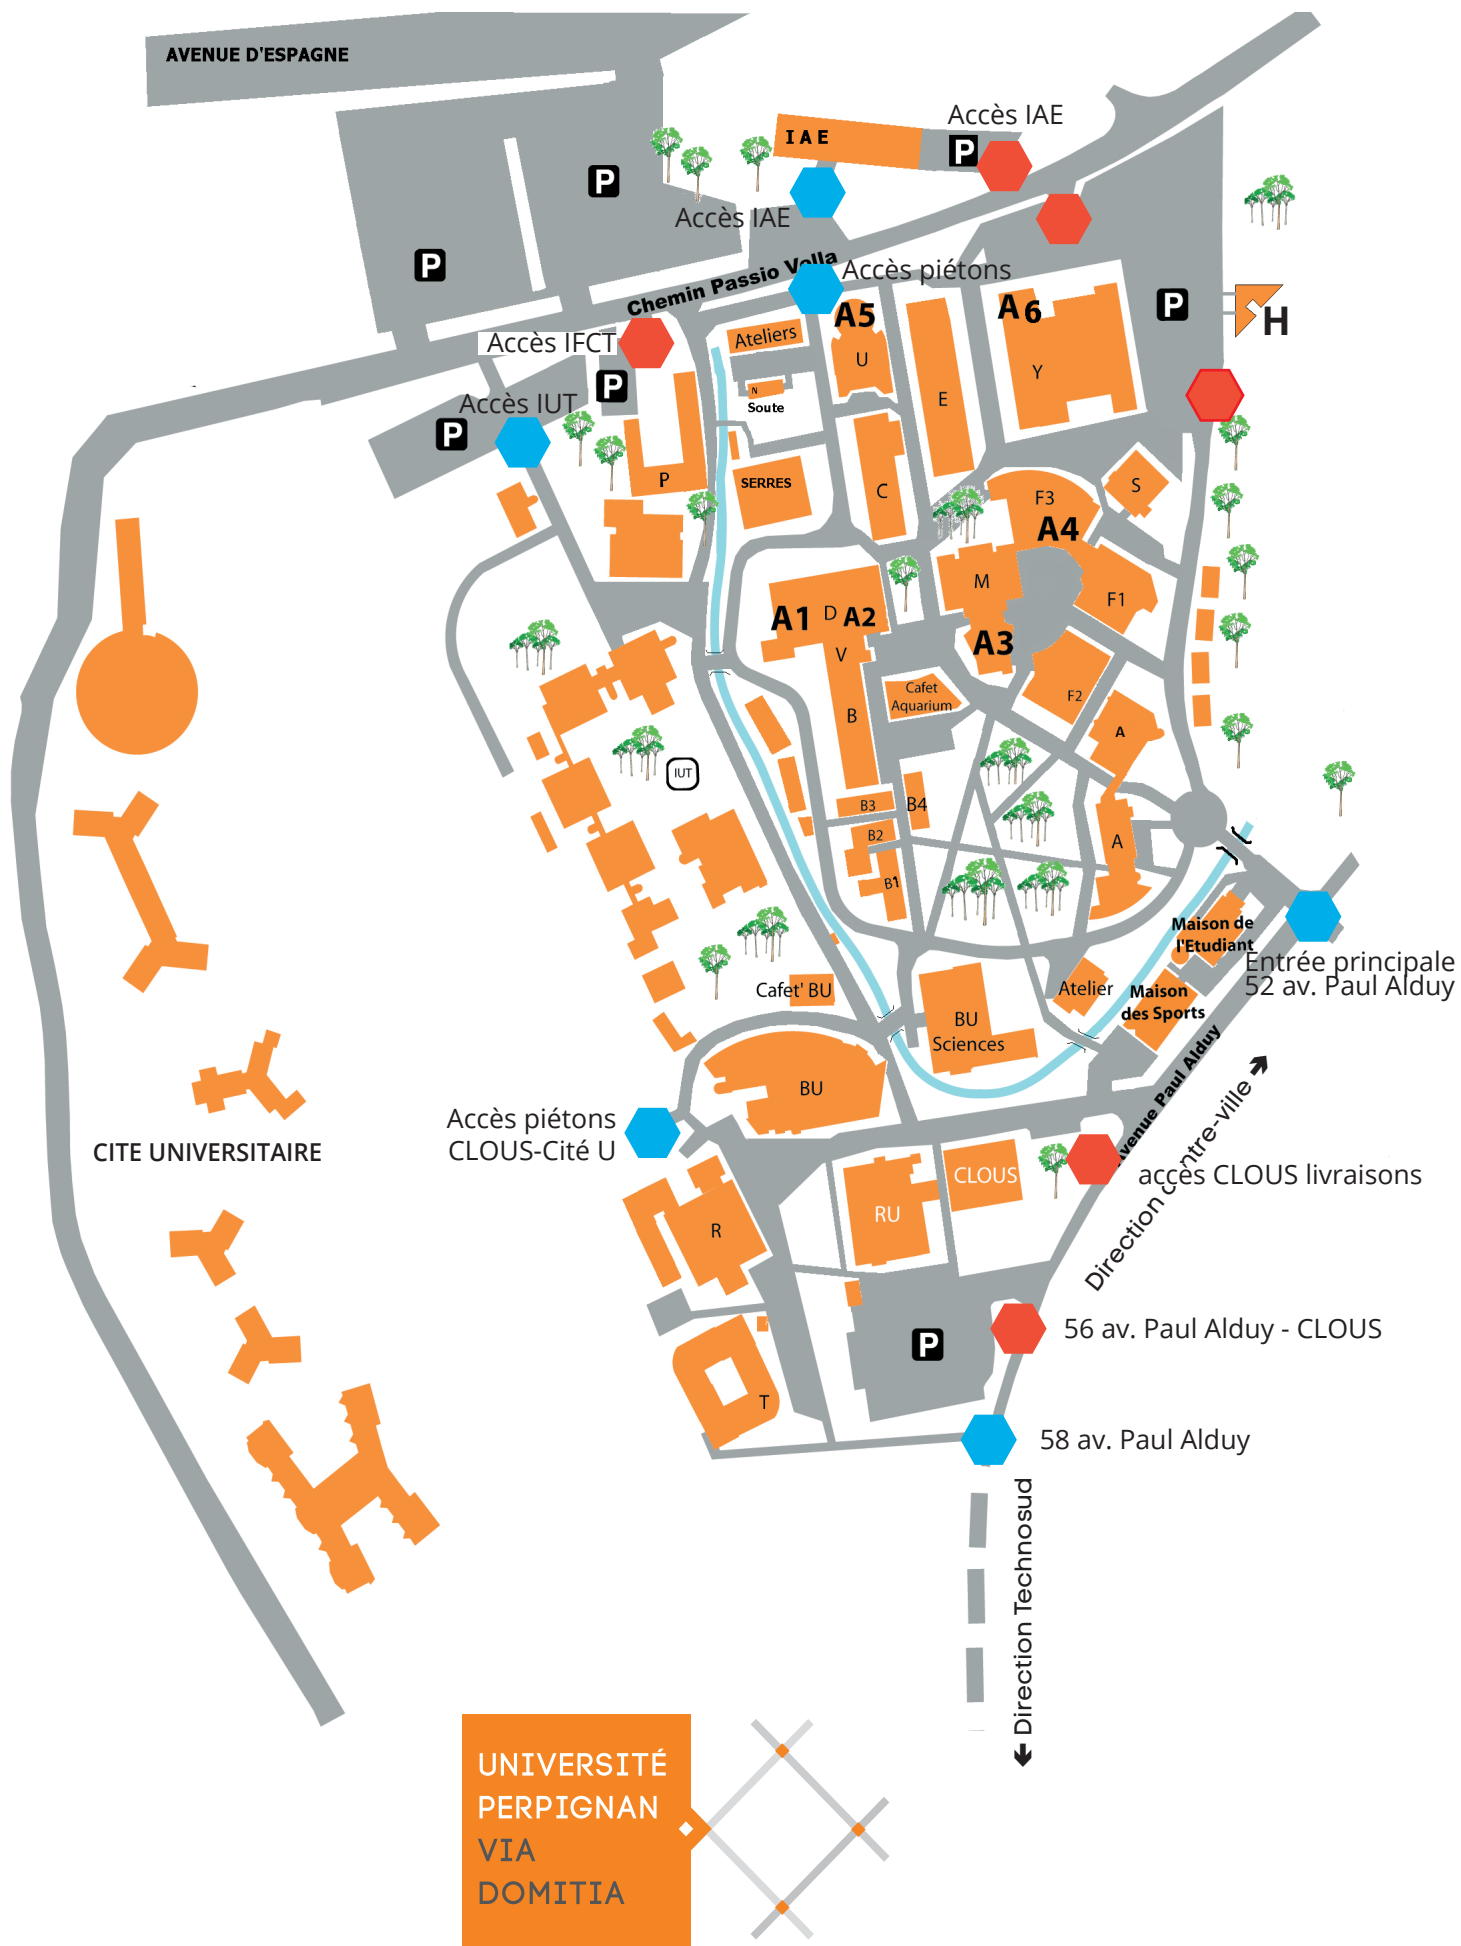 AVENUE D'ESPAGNE
Accès IAE
I A E
P
P
Accès IAE
P
Chemin Passio Vella
Accès piétons
A5
A6
P
H
Ateliers
Accès IFCT
U
Y
P
N
Soute
E
Accès IUT
P
P
SERRES
C
F3
S
A4
M
F1
A1
D
A2
A3
V
F2
Cafet
Aquarium
B
A
IUT
B3
B4
B2
A
B1
Maison de
l'Etudiant
Entrée principale
52 av. Paul Alduy
Cafet' BU
Atelier
Maison
des Sports
BU
Sciences
BU
Avenue Paul Alduy
Direction centre-ville
Accès piétons
CLOUS-Cité U
CITE UNIVERSITAIRE
CLOUS
accès CLOUS livraisons
RU
R
56 av. Paul Alduy - CLOUS
P
T
58 av. Paul Alduy
Direction Technosud
UNIVERSITÉ
PERPIGNAN
VIA
DOMITIA